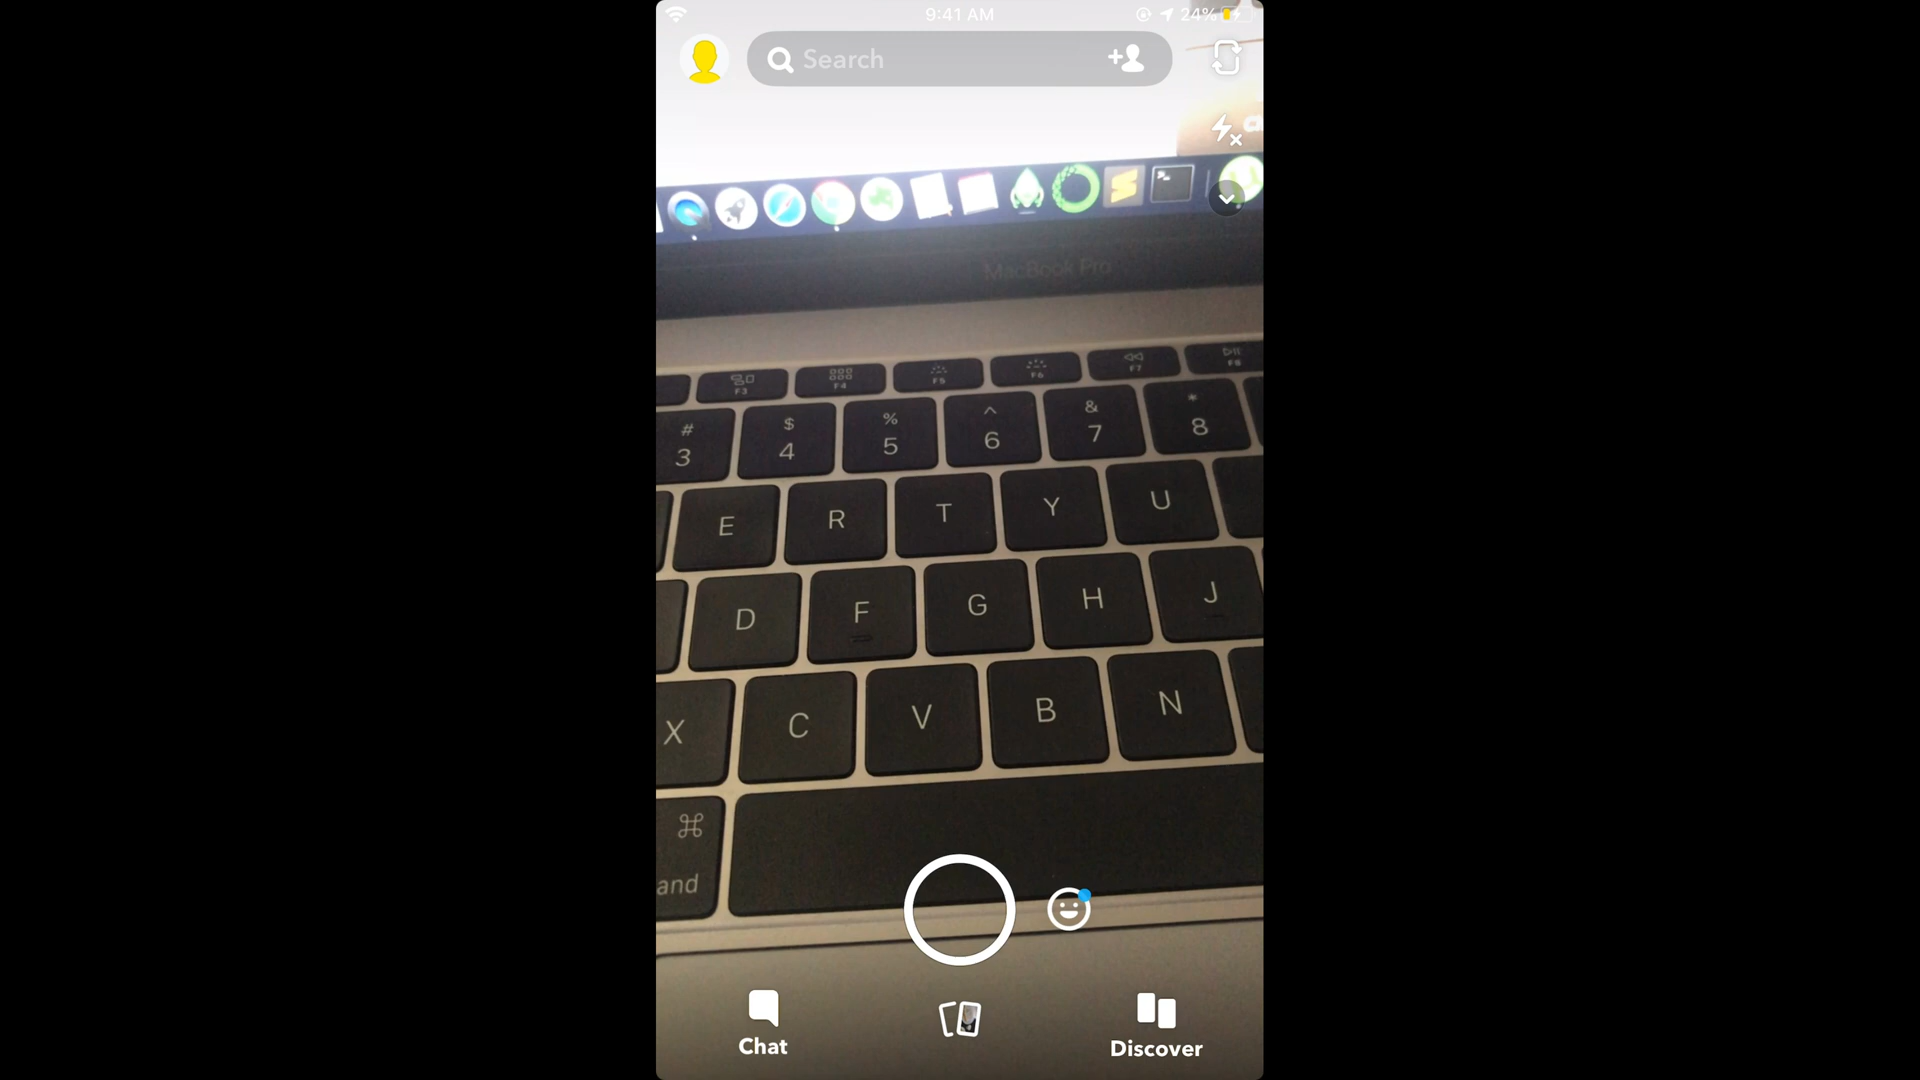 9:41 AM
24%
Search
MacBook Pro
F3 F4 F5 F6 F7 F8
# $ % ^ & *
3 4 5 6 7 8
E R T Y U
D F G H J
X C V B N
⌘
and
Chat
Discover